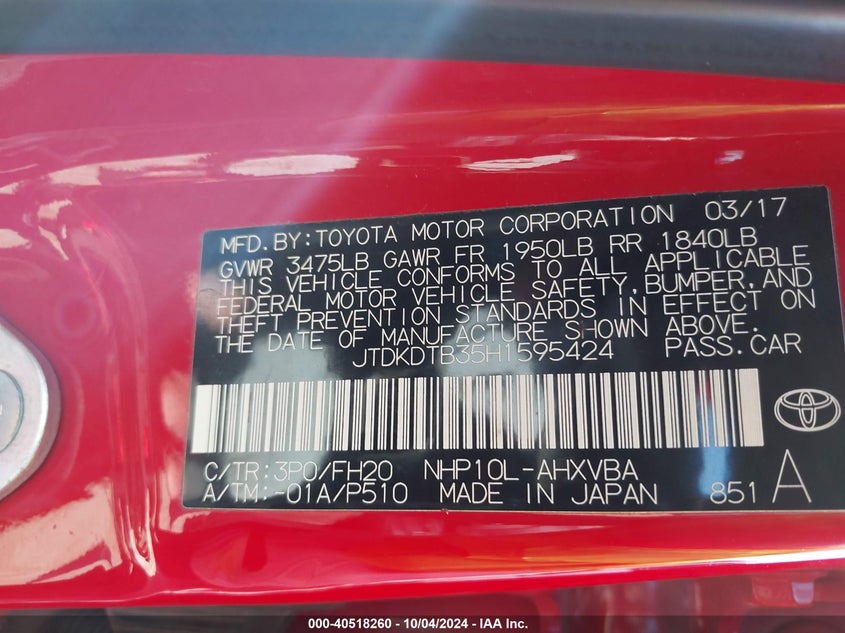 MFD.BY:TOYOTA MOTOR CORPORATION 03/17
GVWR 3475LB GAWR FR 1950LB RR 1840LB
THIS VEHICLE CONFORMS TO ALL APPLICABLE
FEDERAL MOTOR VEHICLE SAFETY,BUMPER,AND
THEFT PREVENTION STANDARDS IN EFFECT ON
THE DATE OF MANUFACTURE SHOWN ABOVE.
JTDKDTB35H1595424 PASS.CAR
C/TR:3P0/FH20 NHP10L-AHXVBA
A/TM:-01A/P510 MADE IN JAPAN 851 A
000-40518260 - 10/04/2024 - IAA Inc.